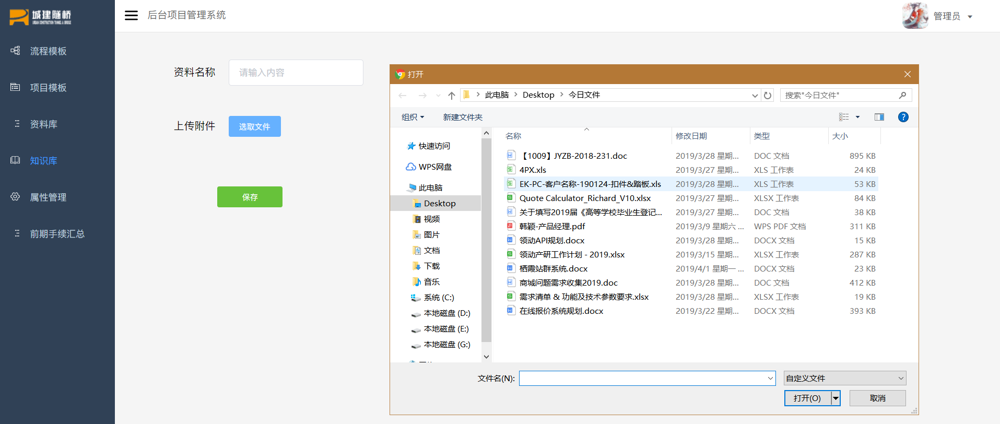 城建隧桥
URBAN CONSTRUCTION TUNNEL & BRIDGE
后台项目管理系统
管理员
流程模板
项目模板
资料库
知识库
属性管理
前期手续汇总
资料名称
请输入内容
上传附件
选取文件
保存
打开
此电脑 > Desktop > 今日文件
搜索"今日文件"
组织
新建文件夹
快速访问
WPS网盘
此电脑
Desktop
视频
图片
文档
下载
音乐
系统 (C:)
本地磁盘 (D:)
本地磁盘 (E:)
本地磁盘 (G:)
名称 修改日期 类型 大小
【1009】JYZB-2018-231.doc 2019/3/28 星期... DOC 文档 895 KB
4PX.xls 2019/3/27 星期... XLS 工作表 24 KB
EK-PC-客户名称-190124-扣件&踏板.xls 2019/3/28 星期... XLS 工作表 53 KB
Quote Calculator_Richard_V10.xlsx 2019/3/27 星期... XLSX 工作表 84 KB
关于填写2019届《高等学校毕业生登记... 2019/3/27 星期... DOC 文档 38 KB
韩颖-产品经理.pdf 2019/3/9 星期六 ... WPS PDF 文档 311 KB
领动API规划.docx 2019/3/28 星期... DOCX 文档 15 KB
领动产研工作计划 - 2019.xlsx 2019/3/15 星期... XLSX 工作表 287 KB
栖霞站群系统.docx 2019/4/1 星期一 ... DOCX 文档 23 KB
商城问题需求收集2019.doc 2019/3/28 星期... DOC 文档 412 KB
需求清单 & 功能及技术参数要求.xlsx 2019/3/28 星期... XLSX 工作表 19 KB
在线报价系统规划.docx 2019/3/22 星期... DOCX 文档 393 KB
文件名(N):
自定义文件
打开(O)
取消